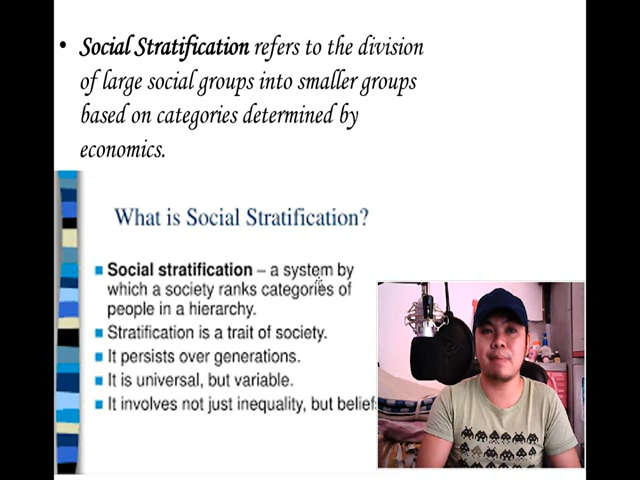 • Social Stratification refers to the division
of large social groups into smaller groups
based on categories determined by
economics.
What is Social Stratification?
■ Social stratification – a system by
which a society ranks categories of
people in a hierarchy.
■ Stratification is a trait of society.
■ It persists over generations.
■ It is universal, but variable.
■ It involves not just inequality, but beliefs